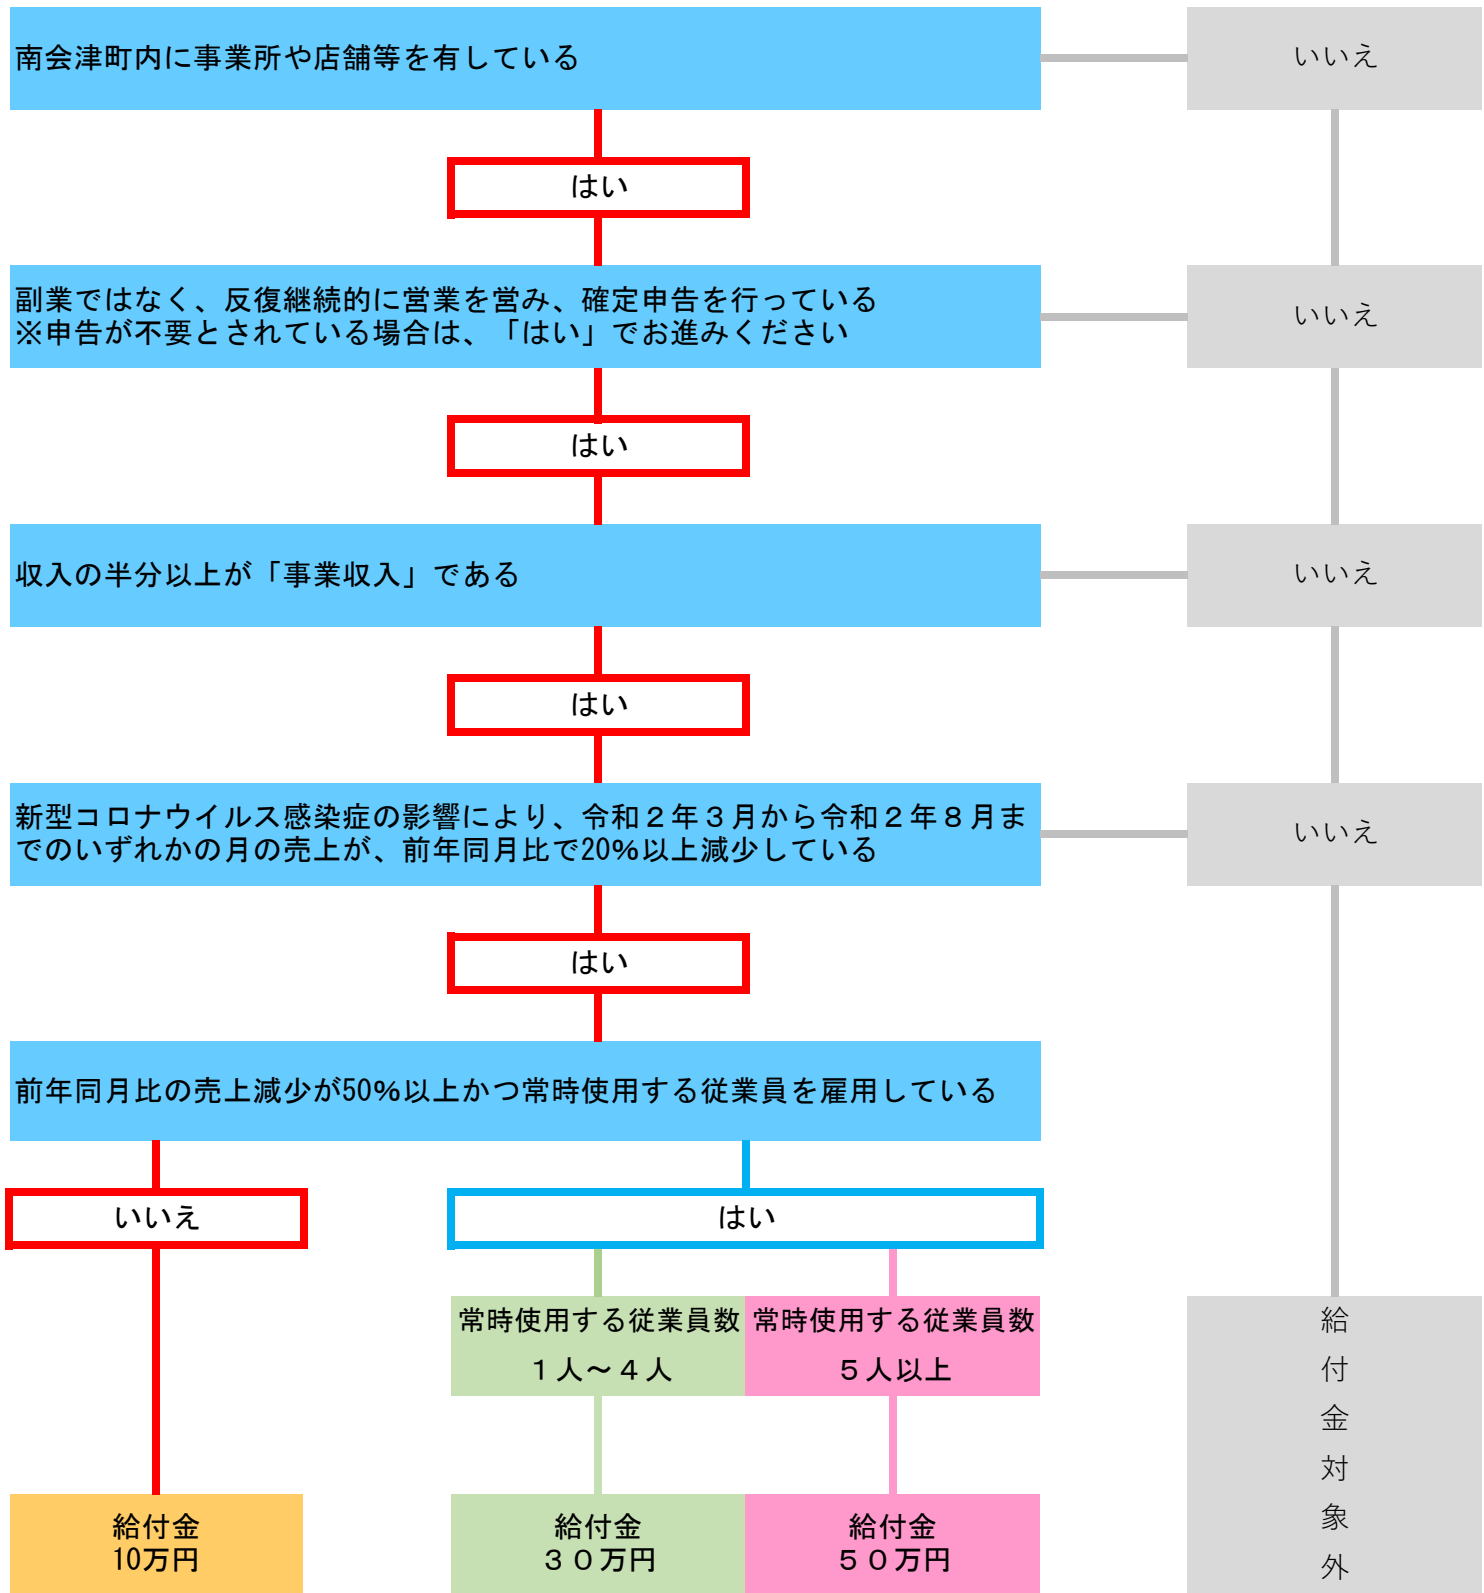 南会津町内に事業所や店舗等を有している
いいえ
はい
副業ではなく、反復継続的に営業を営み、確定申告を行っている
※申告が不要とされている場合は、「はい」でお進みください
いいえ
はい
収入の半分以上が「事業収入」である
いいえ
はい
新型コロナウイルス感染症の影響により、令和２年３月から令和２年８月ま
でのいずれかの月の売上が、前年同月比で20%以上減少している
いいえ
はい
前年同月比の売上減少が50%以上かつ常時使用する従業員を雇用している
いいえ
はい
常時使用する従業員数
１人～４人
常時使用する従業員数
５人以上
給付金
10万円
給付金
３０万円
給付金
５０万円
給付金対象外